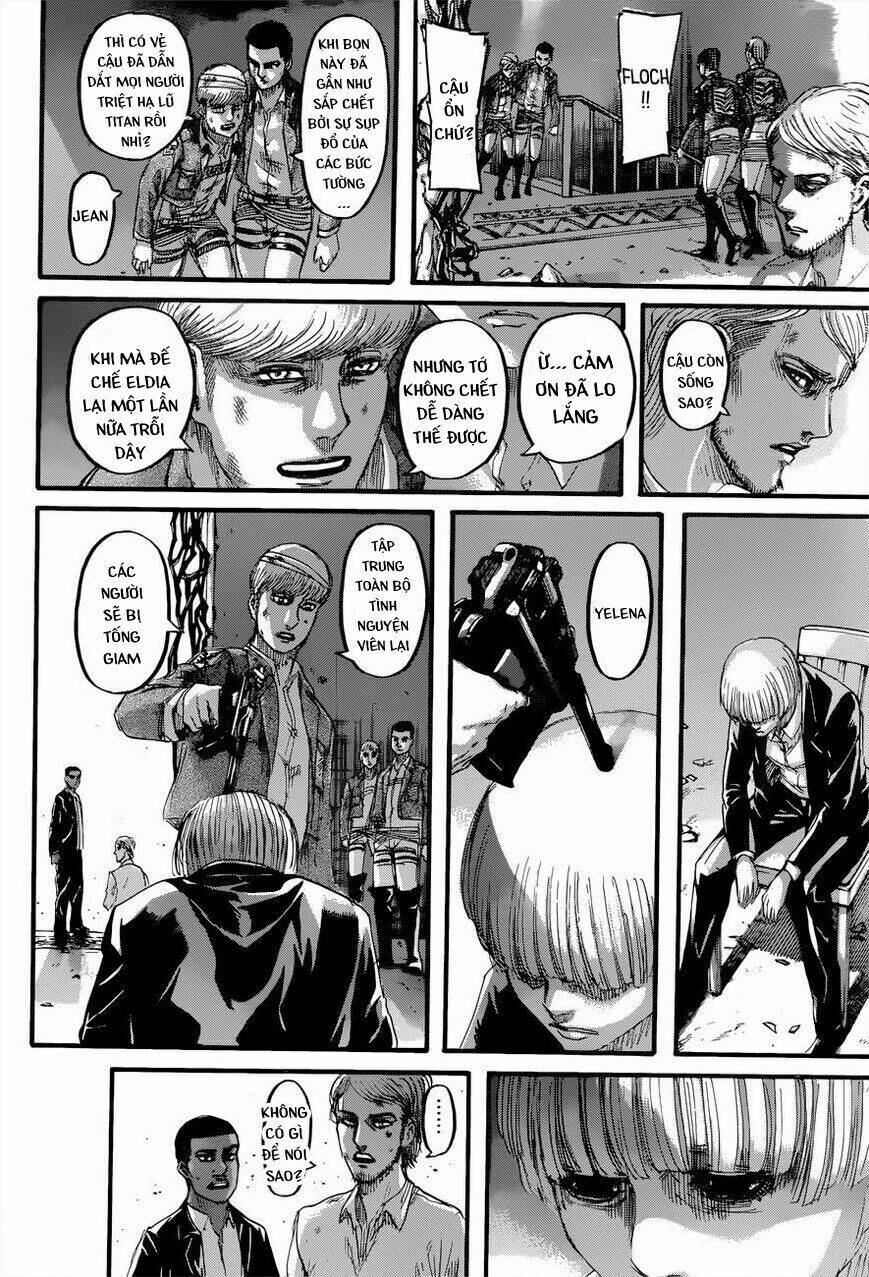 FLOCH
!!
CẬU
ỔN
CHỨ?
KHI BỌN
NÀY ĐÃ
GẦN NHƯ
SẮP CHẾT
BỞI SỰ SỤP
ĐỔ CỦA
CÁC BỨC
TƯỜNG
...
THÌ CÓ VẺ
CẬU ĐÃ DẪN
DẮT MỌI NGƯỜI
TRIỆT HẠ LŨ
TITAN RỒI
NHỈ?
JEAN
CẬU CÒN
SỐNG
SAO?
Ừ... CẢM
ƠN ĐÃ LO
LẮNG
NHƯNG TỚ
KHÔNG CHẾT
DỄ DÀNG
THẾ ĐƯỢC
KHI MÀ ĐẾ
CHẾ ELDIA
LẠI MỘT LẦN
NỮA TRỖI
DẬY
YELENA
TẬP
TRUNG
TOÀN BỘ
TÌNH
NGUYỆN
VIÊN LẠI
CÁC
NGƯỜI
SẼ BỊ
TỐNG
GIAM
......
KHÔNG
CÓ GÌ
ĐỂ NÓI
SAO?